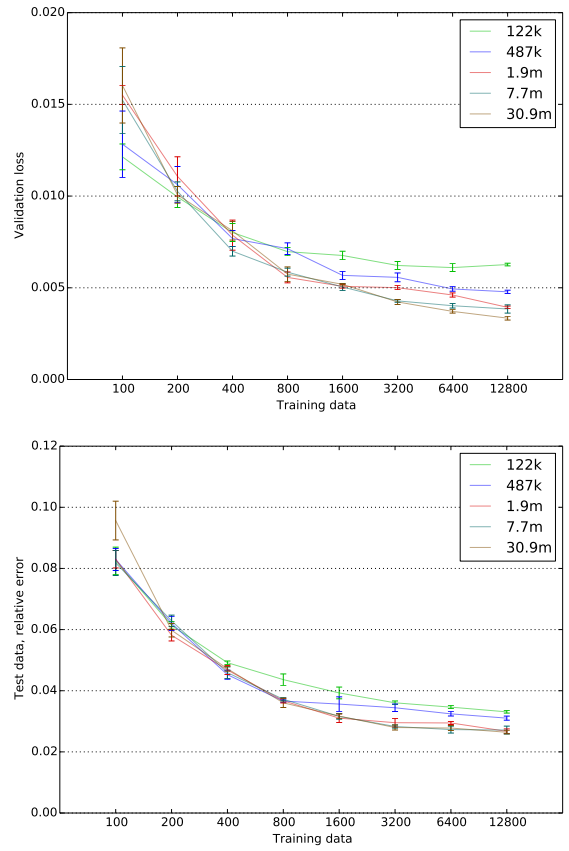 0.020
0.015
0.010
0.005
0.000
Validation loss
122k
487k
1.9m
7.7m
30.9m
100 200 400 800 1600 3200 6400 12800
Training data
0.12
0.10
0.08
0.06
0.04
0.02
0.00
Test data, relative error
122k
487k
1.9m
7.7m
30.9m
100 200 400 800 1600 3200 6400 12800
Training data